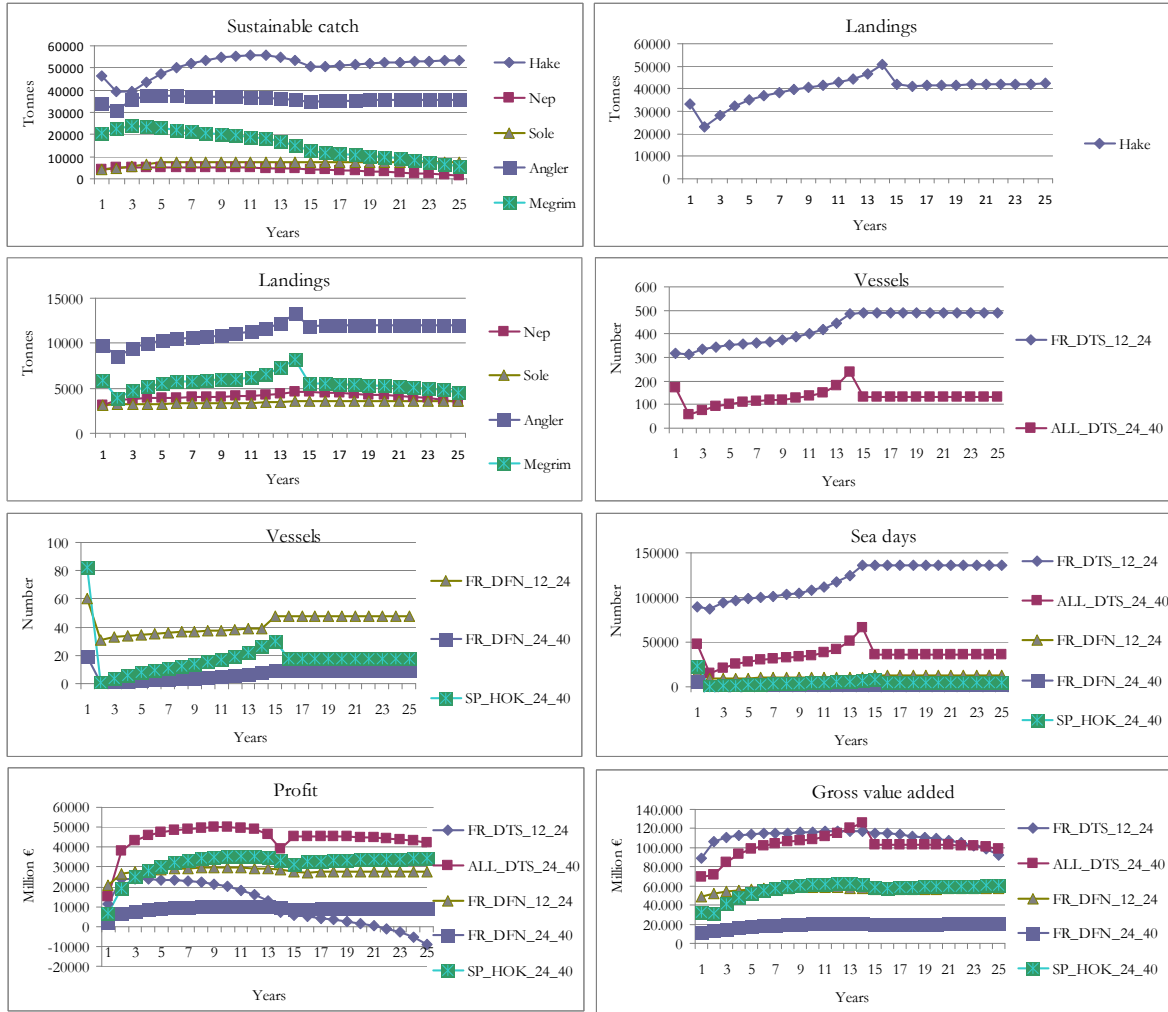 Sustainable catch
Tonnes
60000
50000
40000
30000
20000
10000
0
1 3 5 7 9 11 13 15 17 19 21 23 25
Years
Hake
Nep
Sole
Angler
Megrim
Landings
Tonnes
60000
50000
40000
30000
20000
10000
0
1 3 5 7 9 11 13 15 17 19 21 23 25
Years
Hake
Landings
Tonnes
15000
10000
5000
0
1 3 5 7 9 11 13 15 17 19 21 23 25
Years
Nep
Sole
Angler
Megrim
Vessels
Number
600
500
400
300
200
100
0
1 3 5 7 9 11 13 15 17 19 21 23 25
Years
FR_DTS_12_24
ALL_DTS_24_40
Vessels
Number
100
80
60
40
20
0
1 3 5 7 9 11 13 15 17 19 21 23 25
Years
FR_DFN_12_24
FR_DFN_24_40
SP_HOK_24_40
Sea days
Number
150000
100000
50000
0
1 3 5 7 9 11 13 15 17 19 21 23 25
Years
FR_DTS_12_24
ALL_DTS_24_40
FR_DFN_12_24
FR_DFN_24_40
SP_HOK_24_40
Profit
Million €
60000
50000
40000
30000
20000
10000
0
-10000
-20000
1 3 5 7 9 11 13 15 17 19 21 23 25
Years
FR_DTS_12_24
ALL_DTS_24_40
FR_DFN_12_24
FR_DFN_24_40
SP_HOK_24_40
Gross value added
Million €
140.000
120.000
100.000
80.000
60.000
40.000
20.000
0.000
1 3 5 7 9 11 13 15 17 19 21 23 25
Years
FR_DTS_12_24
ALL_DTS_24_40
FR_DFN_12_24
FR_DFN_24_40
SP_HOK_24_40